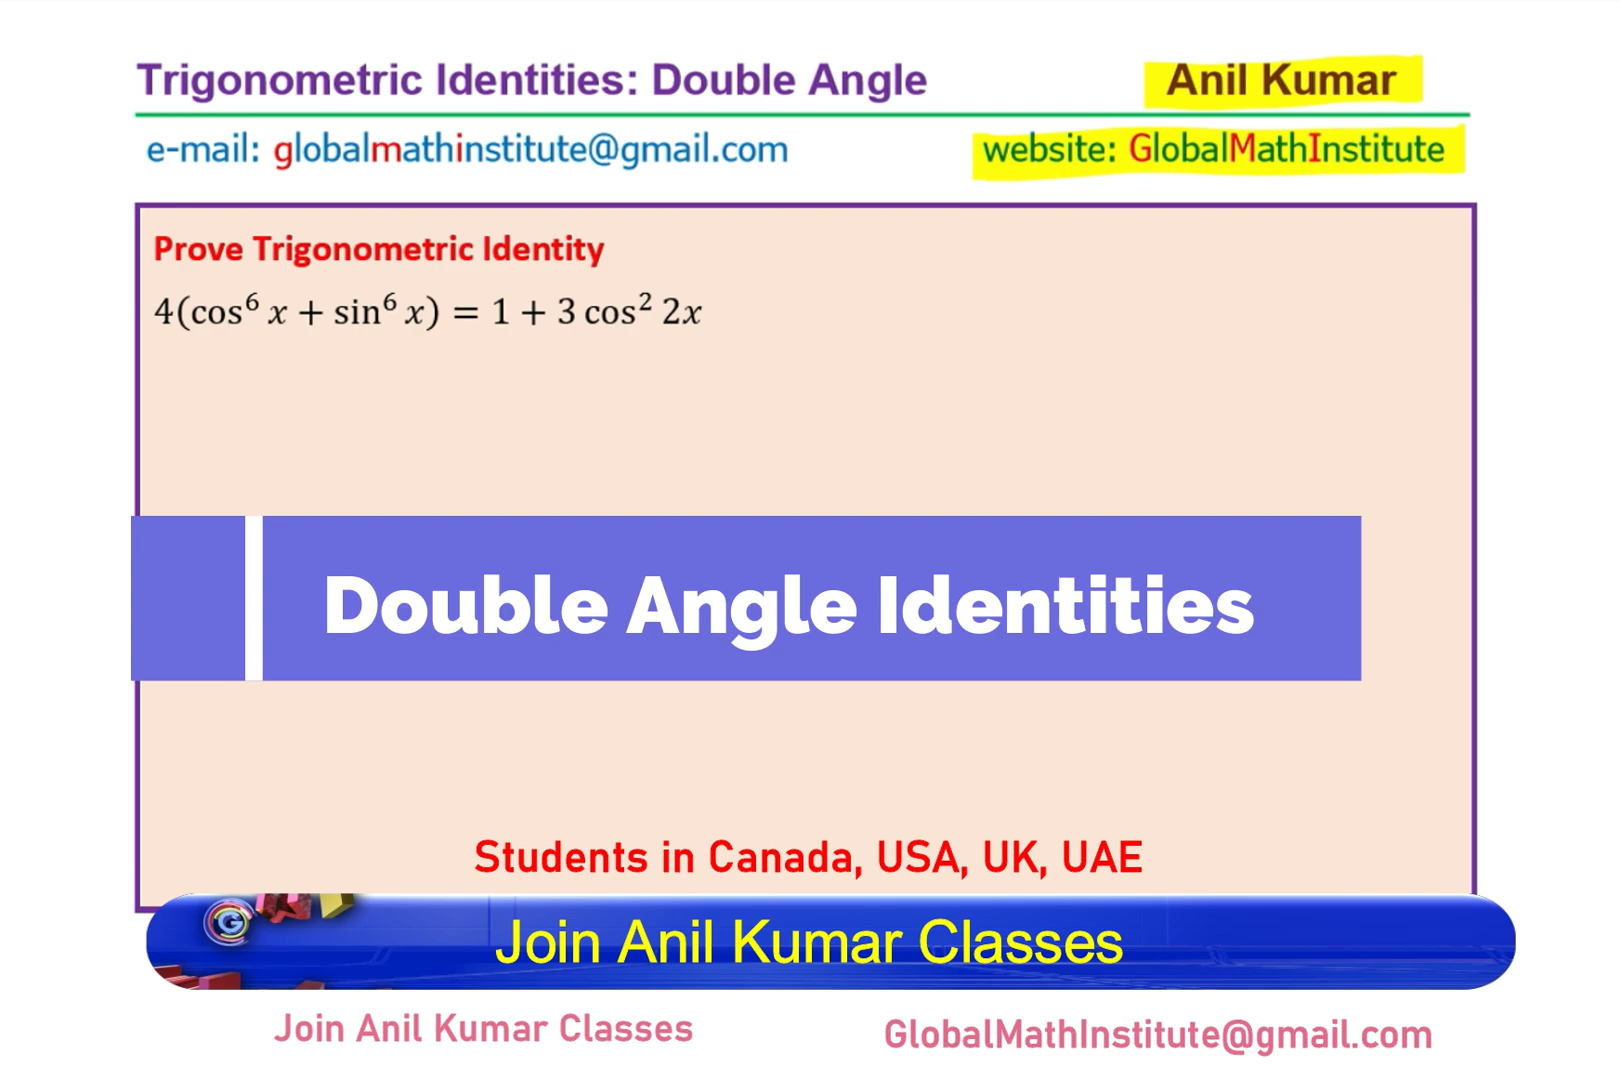 Trigonometric Identities: Double Angle Anil Kumar
e-mail: globalmathinstitute@gmail.com website: GlobalMathInstitute
Prove Trigonometric Identity
4(cos⁶ x + sin⁶ x) = 1 + 3 cos² 2x
Double Angle Identities
Students in Canada, USA, UK, UAE
G
Join Anil Kumar Classes
Join Anil Kumar Classes GlobalMathInstitute@gmail.com